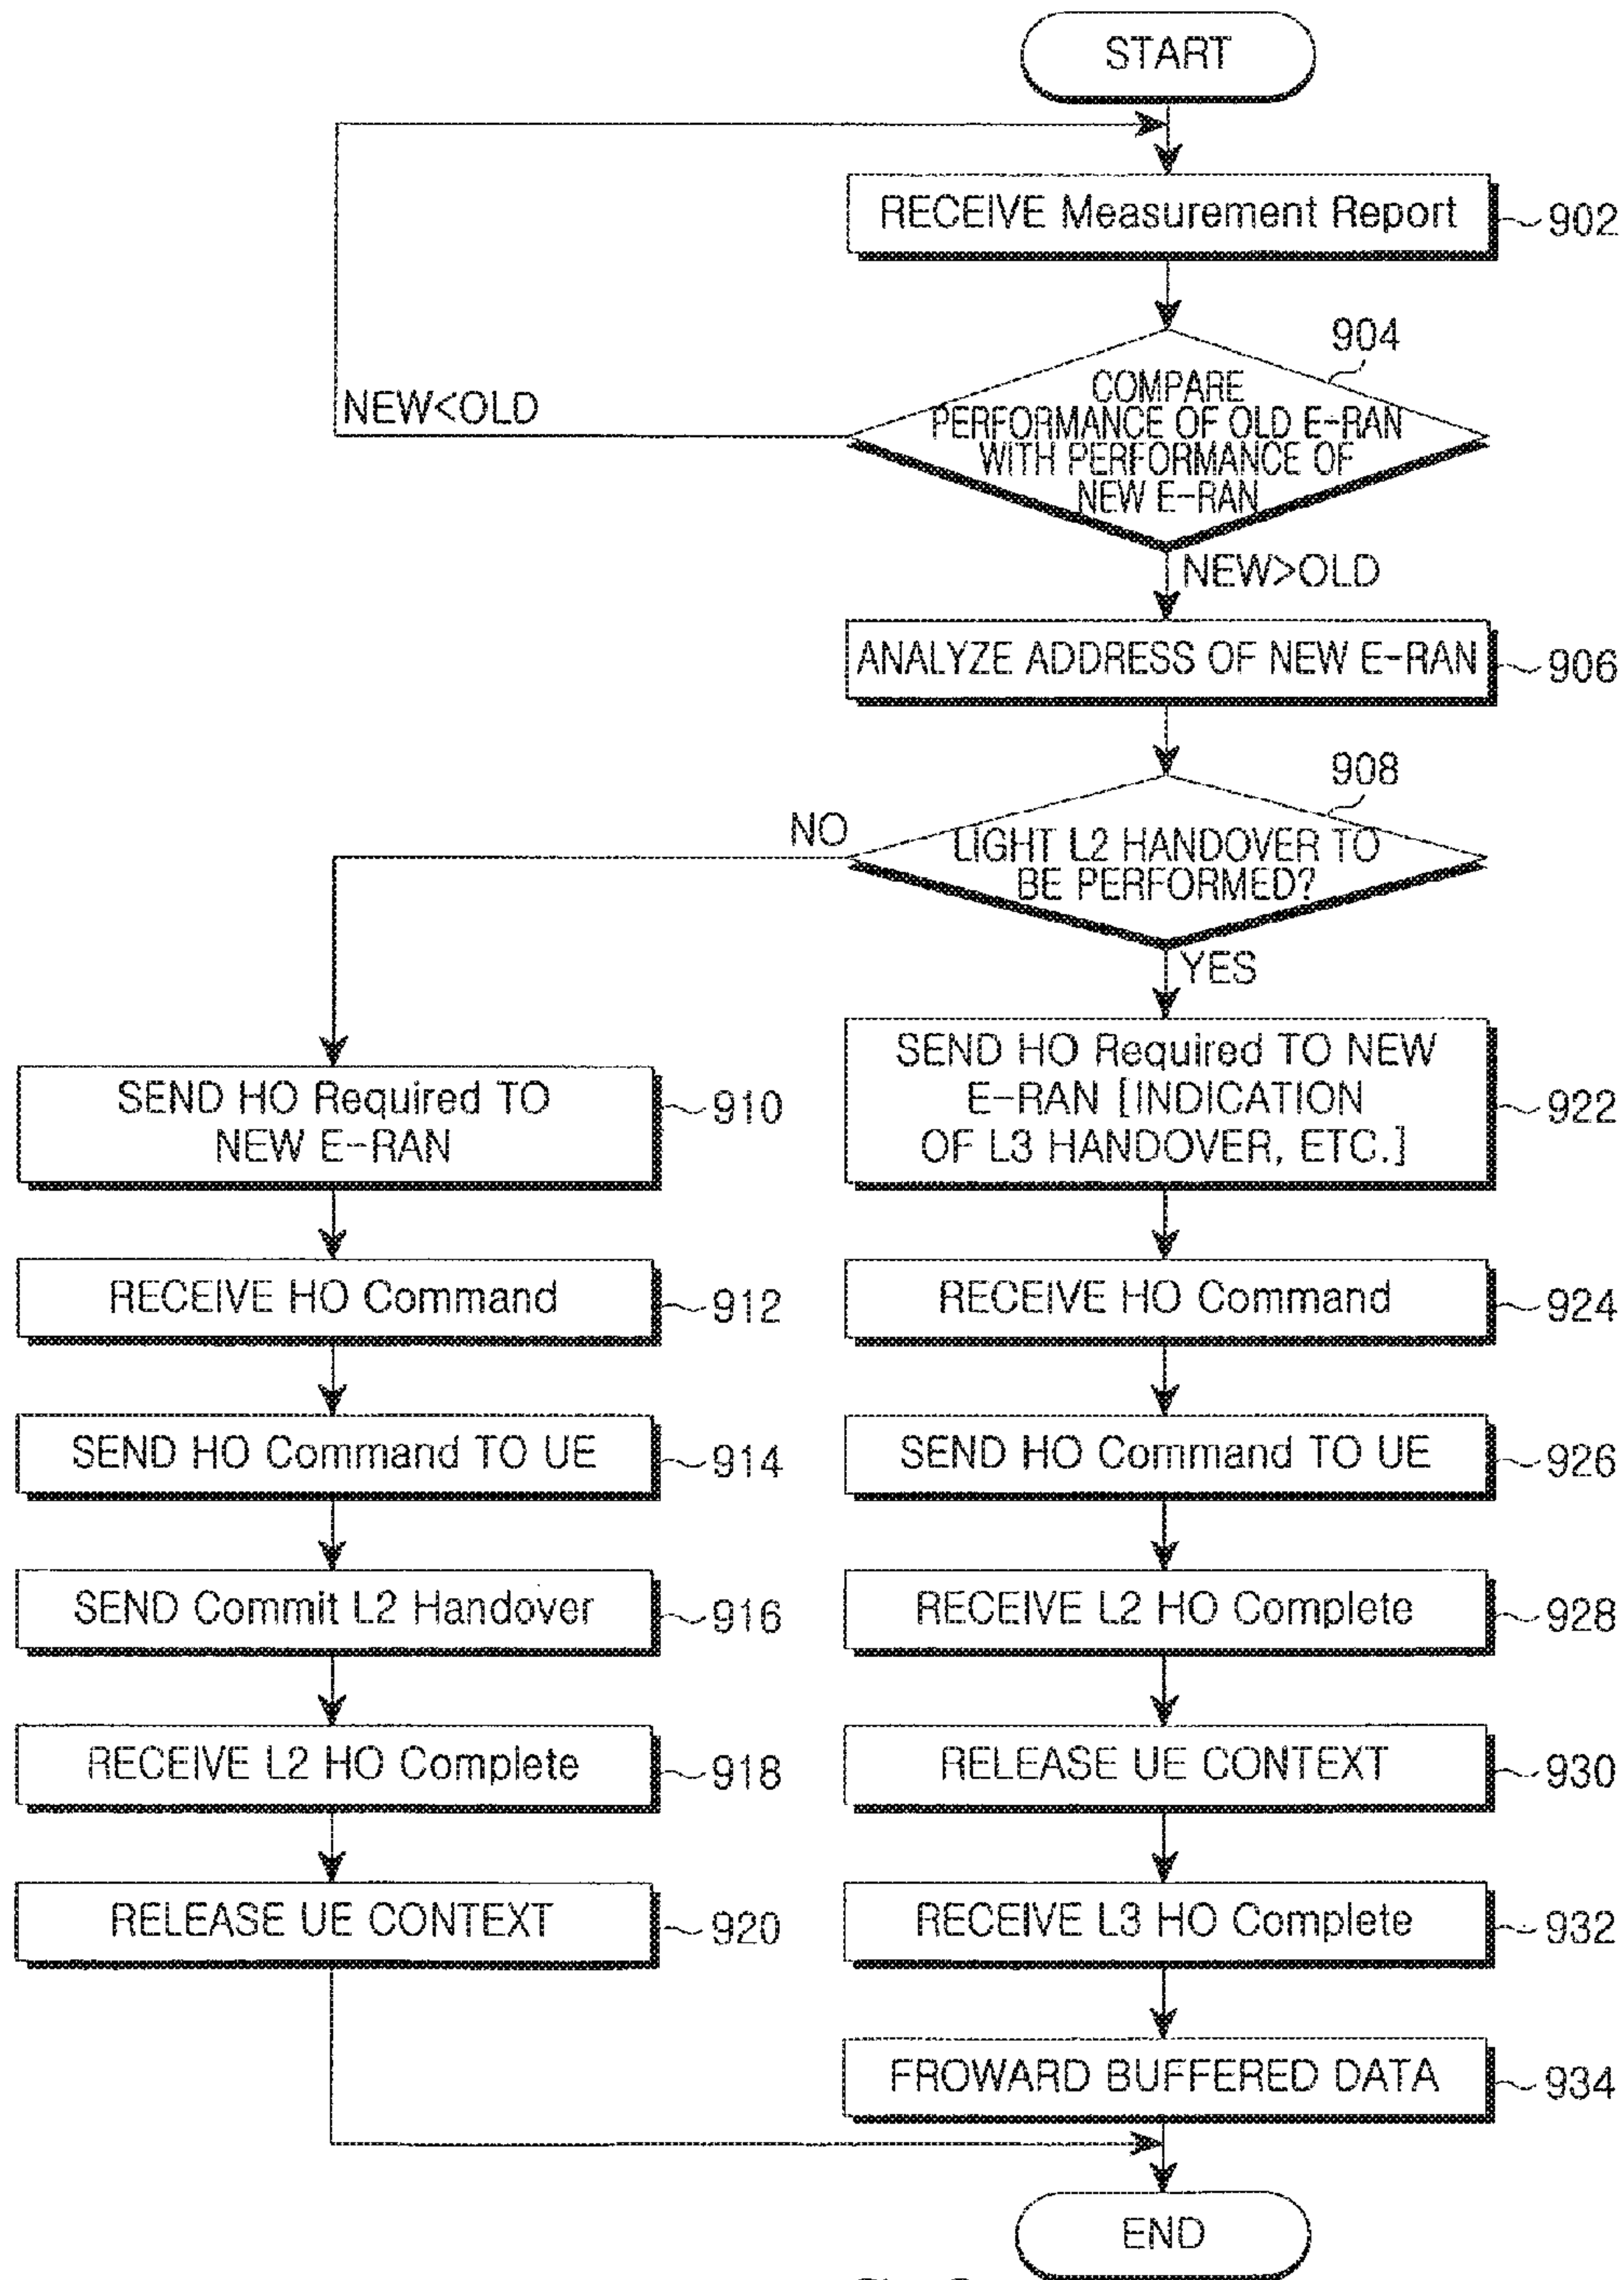 START
RECEIVE Measurement Report
902
904
COMPARE
PERFORMANCE OF OLD E-RAN
WITH PERFORMANCE OF
NEW E-RAN
NEW<OLD
NEW>OLD
ANALYZE ADDRESS OF NEW E-RAN
906
908
LIGHT L2 HANDOVER TO
BE PERFORMED?
NO
YES
SEND HO Required TO
NEW E-RAN
910
RECEIVE HO Command
912
SEND HO Command TO UE
914
SEND Commit L2 Handover
916
RECEIVE L2 HO Complete
918
RELEASE UE CONTEXT
920
SEND HO Required TO NEW
E-RAN [INDICATION
OF L3 HANDOVER, ETC.]
922
RECEIVE HO Command
924
SEND HO Command TO UE
926
RECEIVE L2 HO Complete
928
RELEASE UE CONTEXT
930
RECEIVE L3 HO Complete
932
FROWARD BUFFERED DATA
934
END